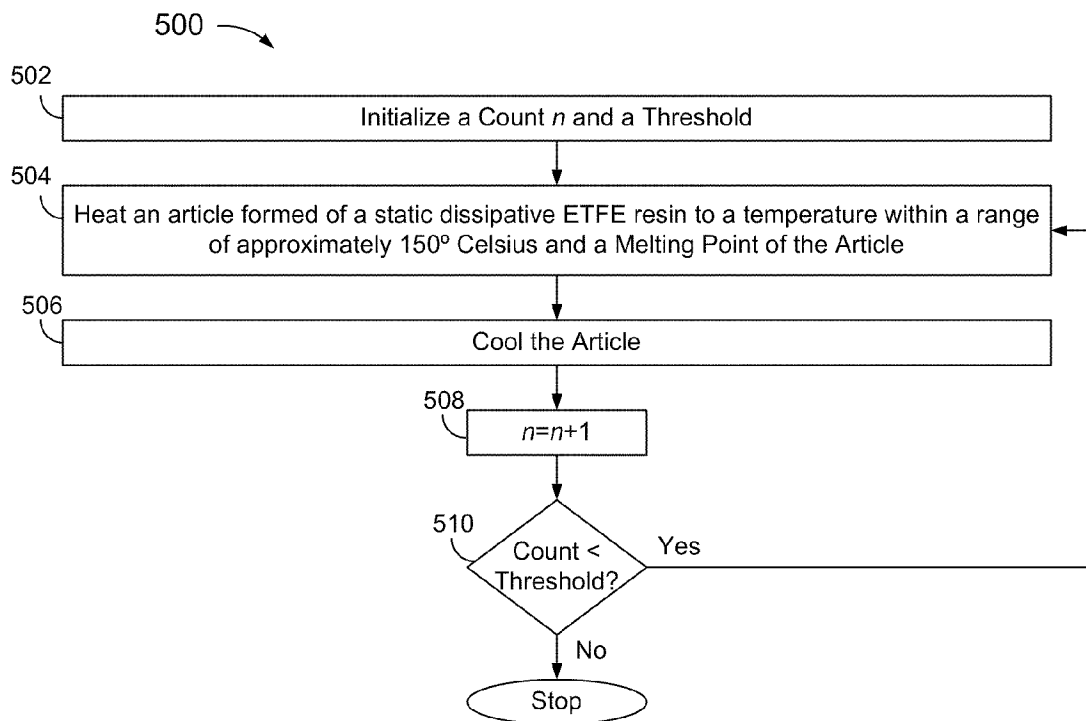 500
502
Initialize a Count n and a Threshold
504
Heat an article formed of a static dissipative ETFE resin to a temperature within a range
of approximately 150º Celsius and a Melting Point of the Article
506
Cool the Article
508
n=n+1
510
Count <
Threshold?
Yes
No
Stop